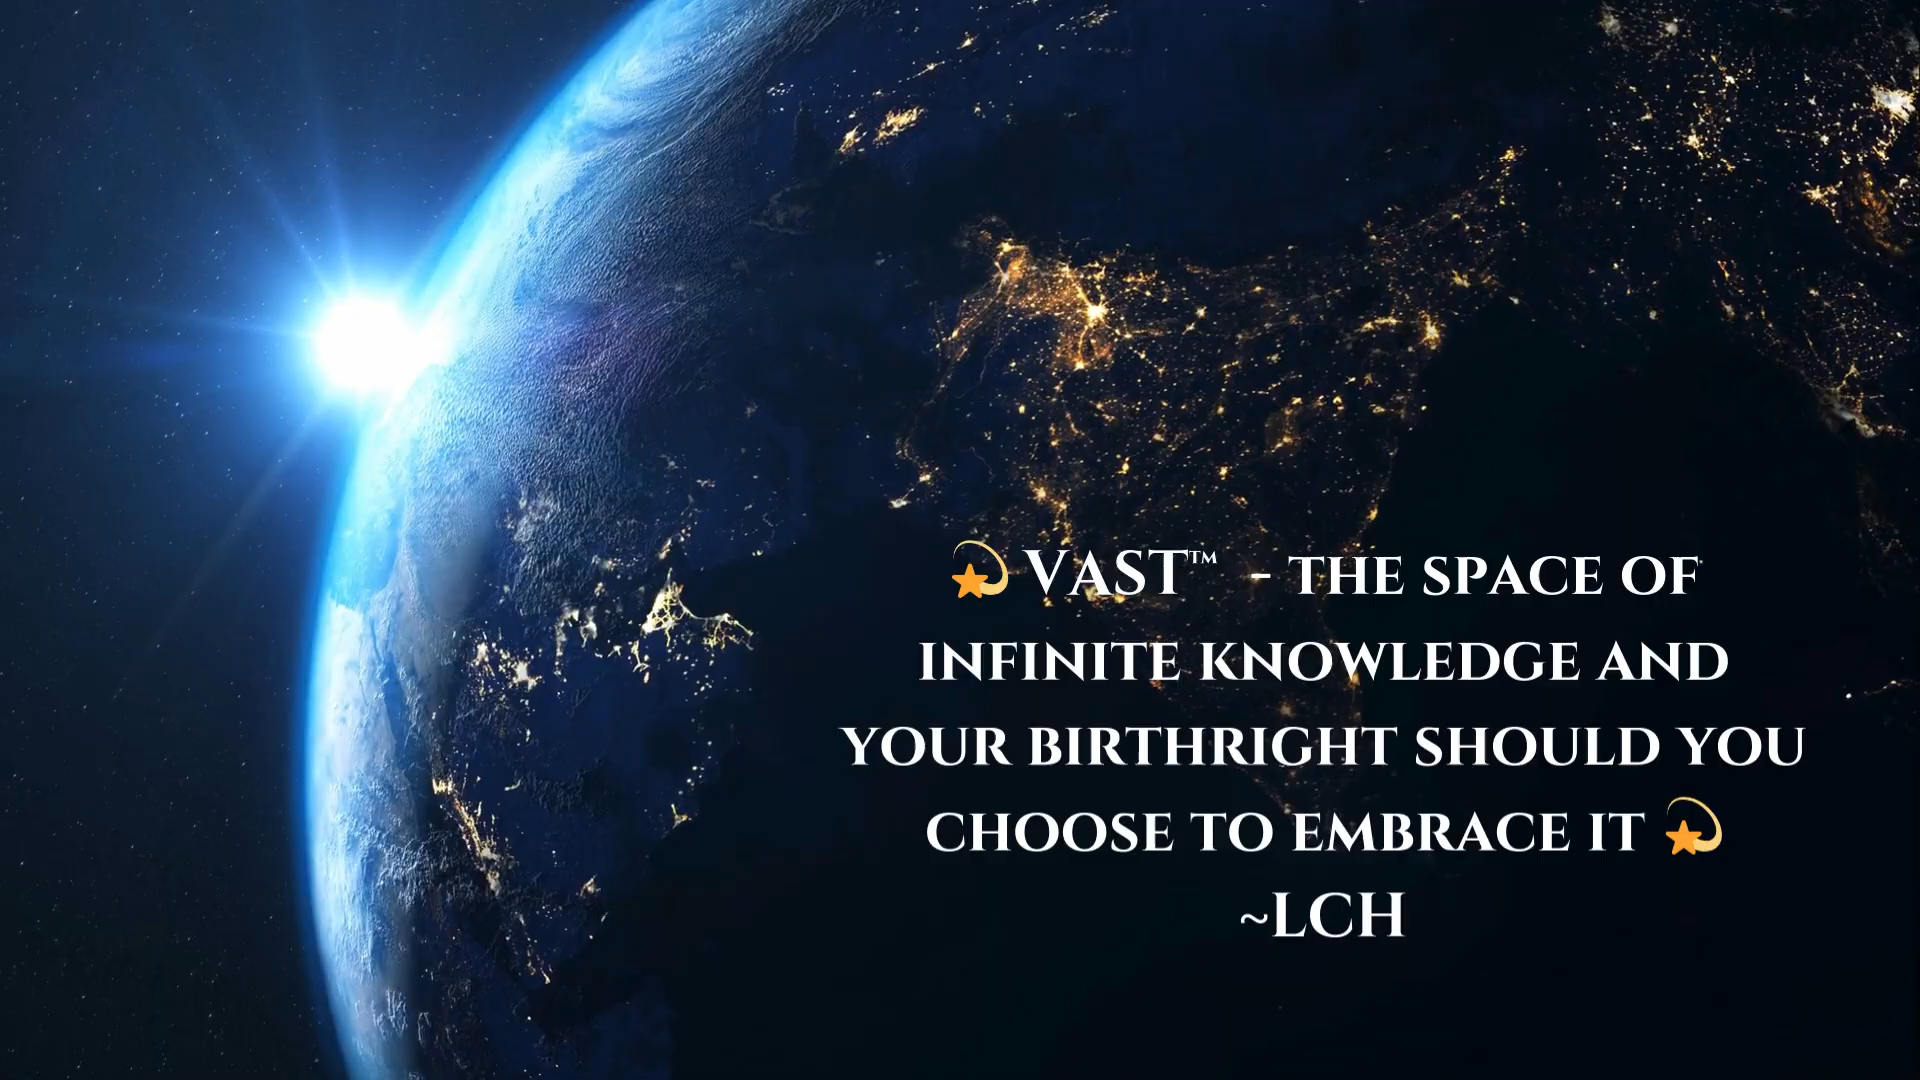 💫 VAST™ - THE SPACE OF
INFINITE KNOWLEDGE AND
YOUR BIRTHRIGHT SHOULD YOU
CHOOSE TO EMBRACE IT 💫
~LCH